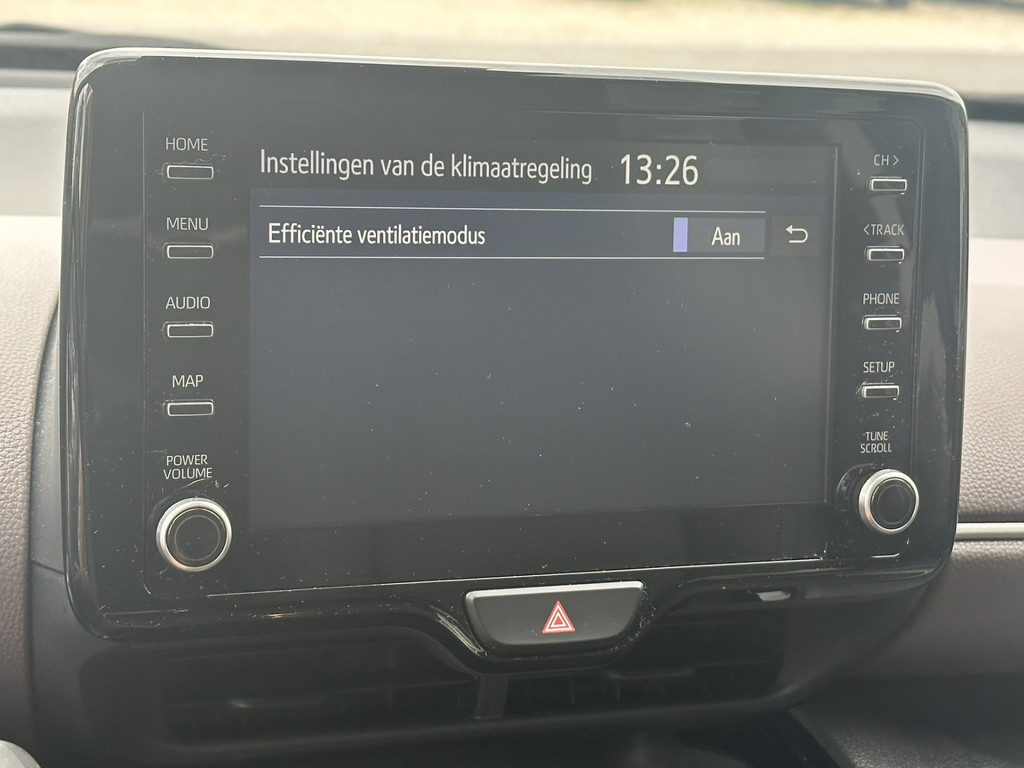 HOME
MENU
AUDIO
MAP
POWER
VOLUME
Instellingen van de klimaatregeling 13:26
Efficiënte ventilatiemodus Aan
CH >
< TRACK
PHONE
SETUP
TUNE
SCROLL